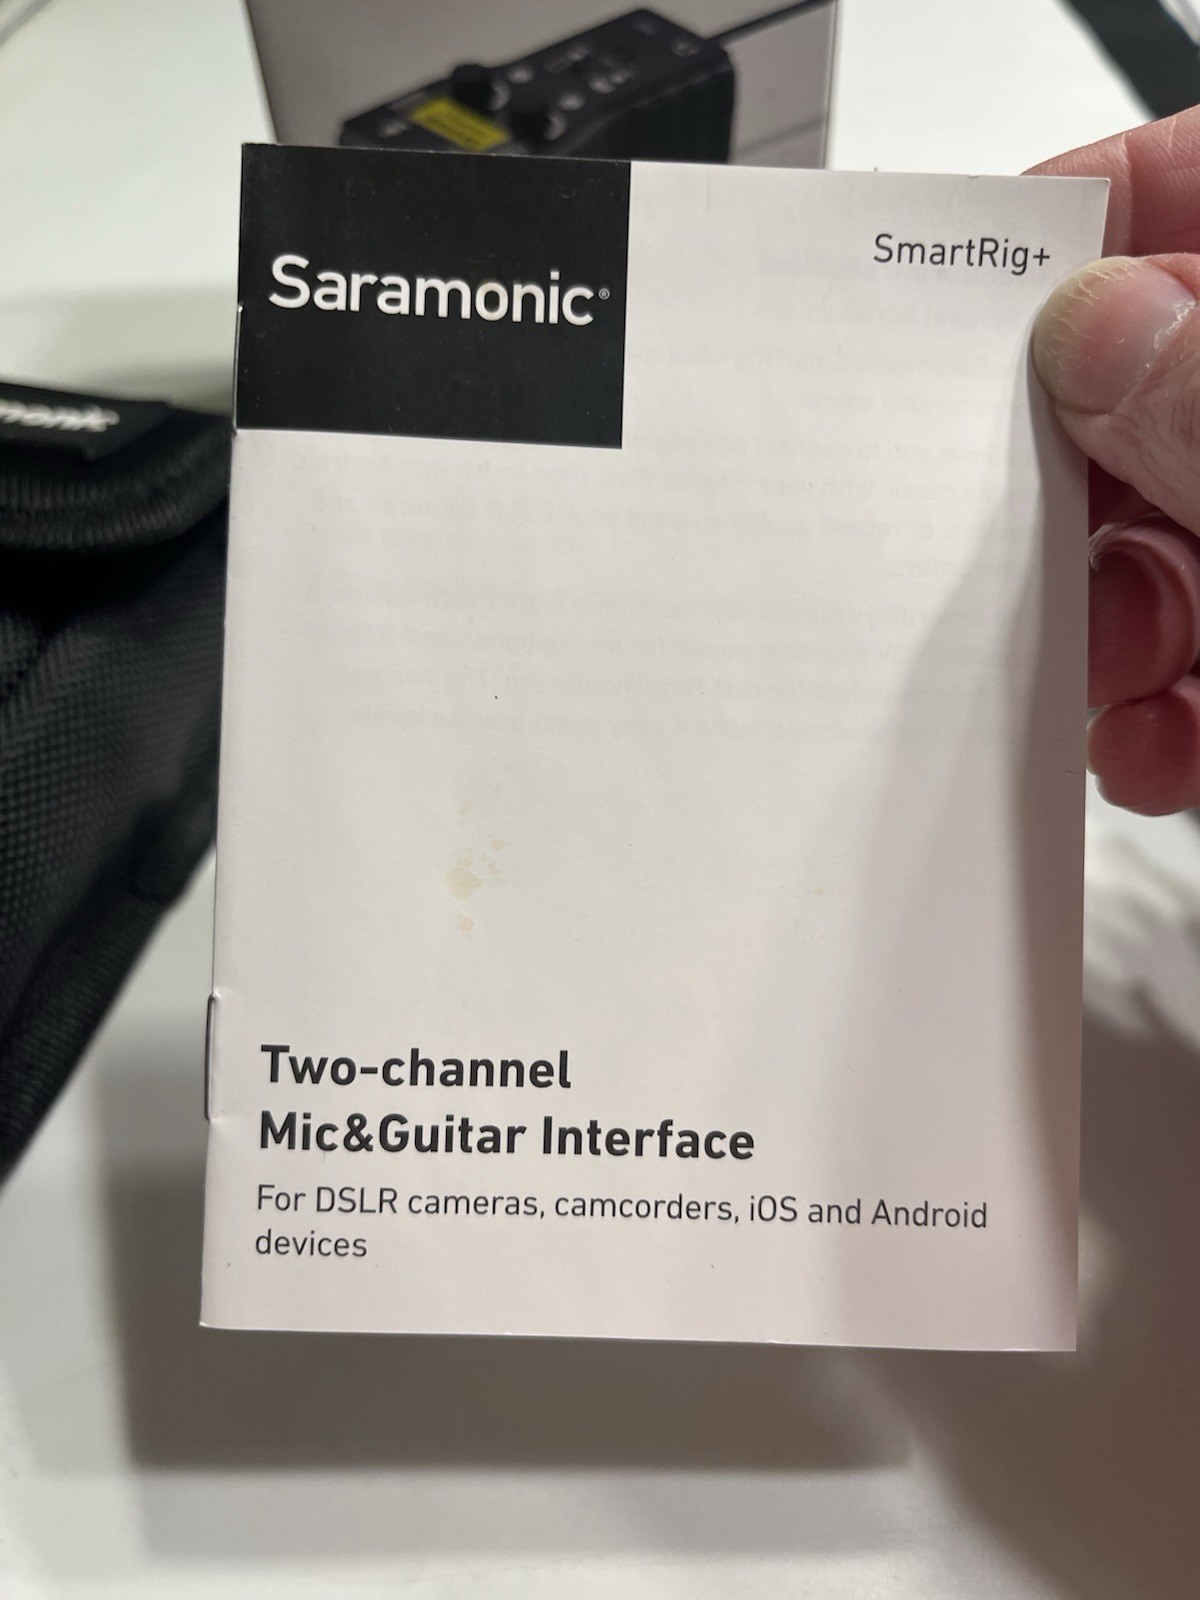 Saramonic®
SmartRig+
Two-channel
Mic&Guitar Interface
For DSLR cameras, camcorders, iOS and Android
devices